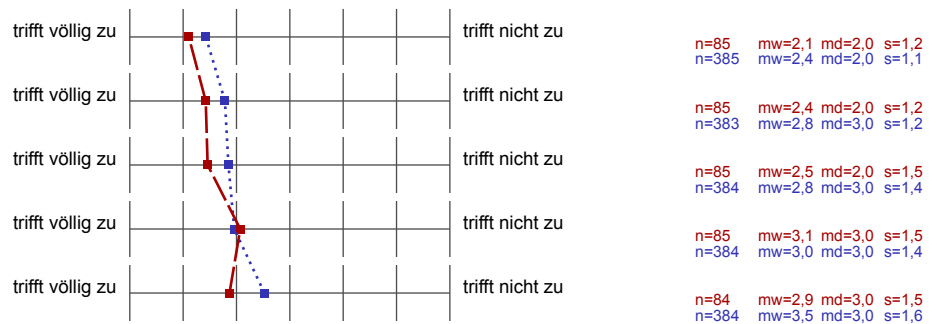 trifft völlig zu trifft nicht zu
n=85 mw=2,1 md=2,0 s=1,2
n=385 mw=2,4 md=2,0 s=1,1
trifft völlig zu trifft nicht zu
n=85 mw=2,4 md=2,0 s=1,2
n=383 mw=2,8 md=3,0 s=1,2
trifft völlig zu trifft nicht zu
n=85 mw=2,5 md=2,0 s=1,5
n=384 mw=2,8 md=3,0 s=1,4
trifft völlig zu trifft nicht zu
n=85 mw=3,1 md=3,0 s=1,5
n=384 mw=3,0 md=3,0 s=1,4
trifft völlig zu trifft nicht zu
n=84 mw=2,9 md=3,0 s=1,5
n=384 mw=3,5 md=3,0 s=1,6